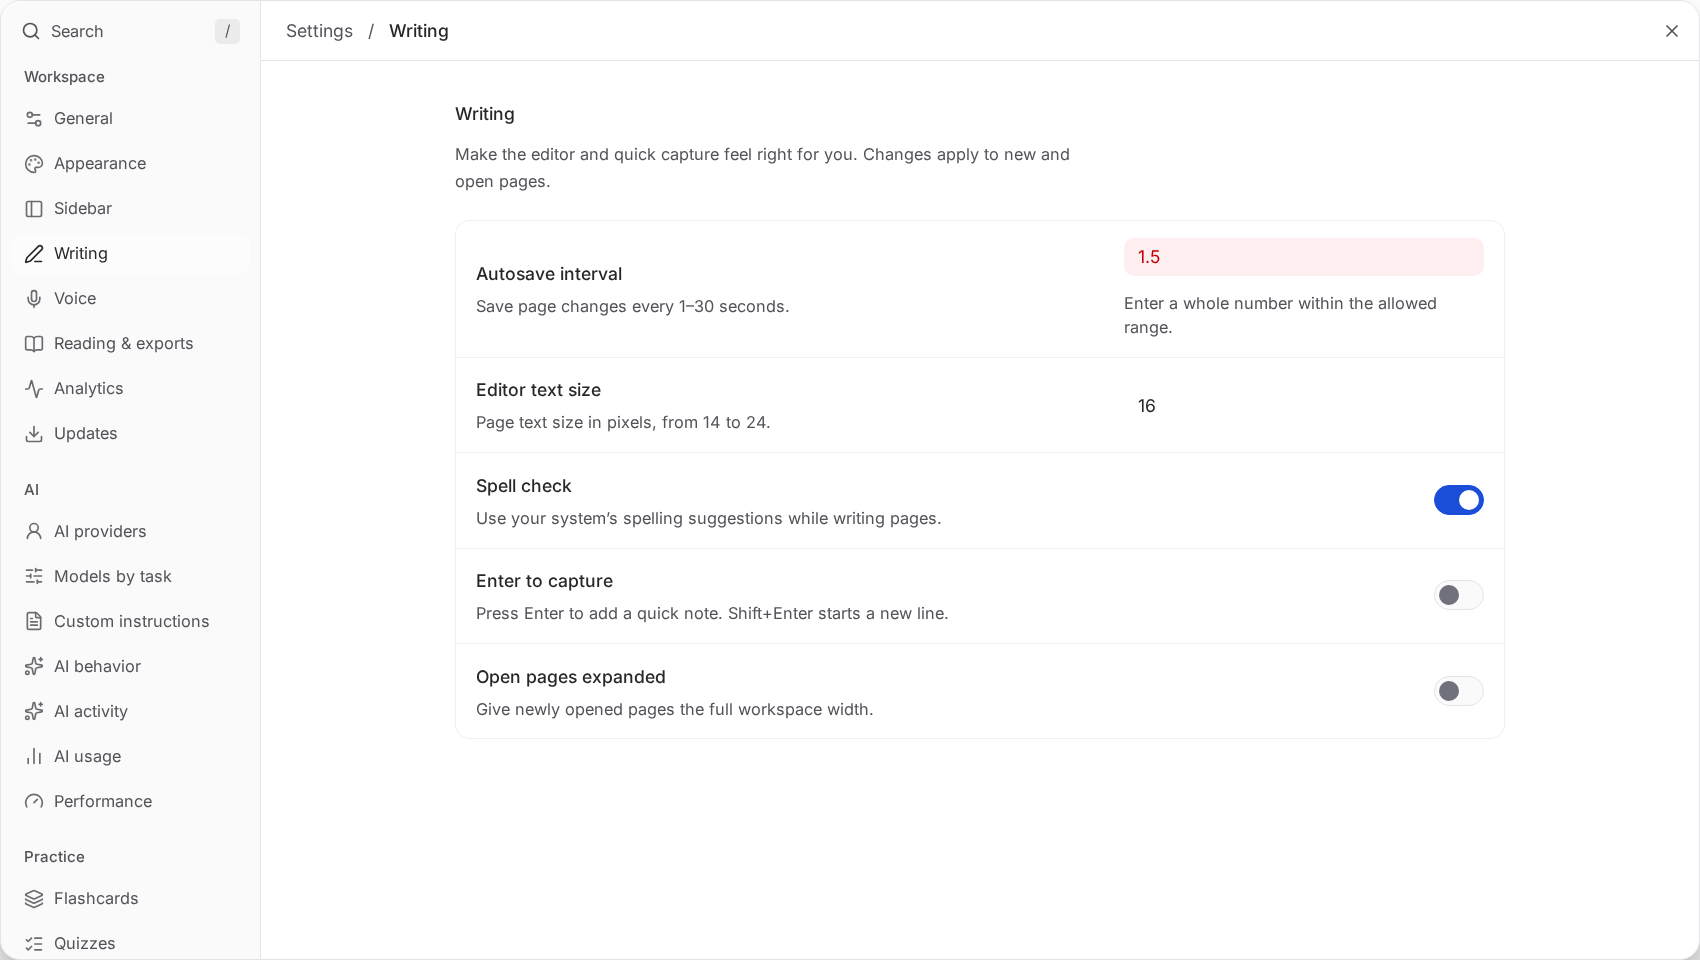 Search /
Workspace
General
Appearance
Sidebar
Writing
Voice
Reading & exports
Analytics
Updates
AI
AI providers
Models by task
Custom instructions
AI behavior
AI activity
AI usage
Performance
Practice
Flashcards
Quizzes
Settings / Writing
Writing
Make the editor and quick capture feel right for you. Changes apply to new and
open pages.
Autosave interval
Save page changes every 1–30 seconds.
1.5
Enter a whole number within the allowed
range.
Editor text size
Page text size in pixels, from 14 to 24.
16
Spell check
Use your system’s spelling suggestions while writing pages.
Enter to capture
Press Enter to add a quick note. Shift+Enter starts a new line.
Open pages expanded
Give newly opened pages the full workspace width.